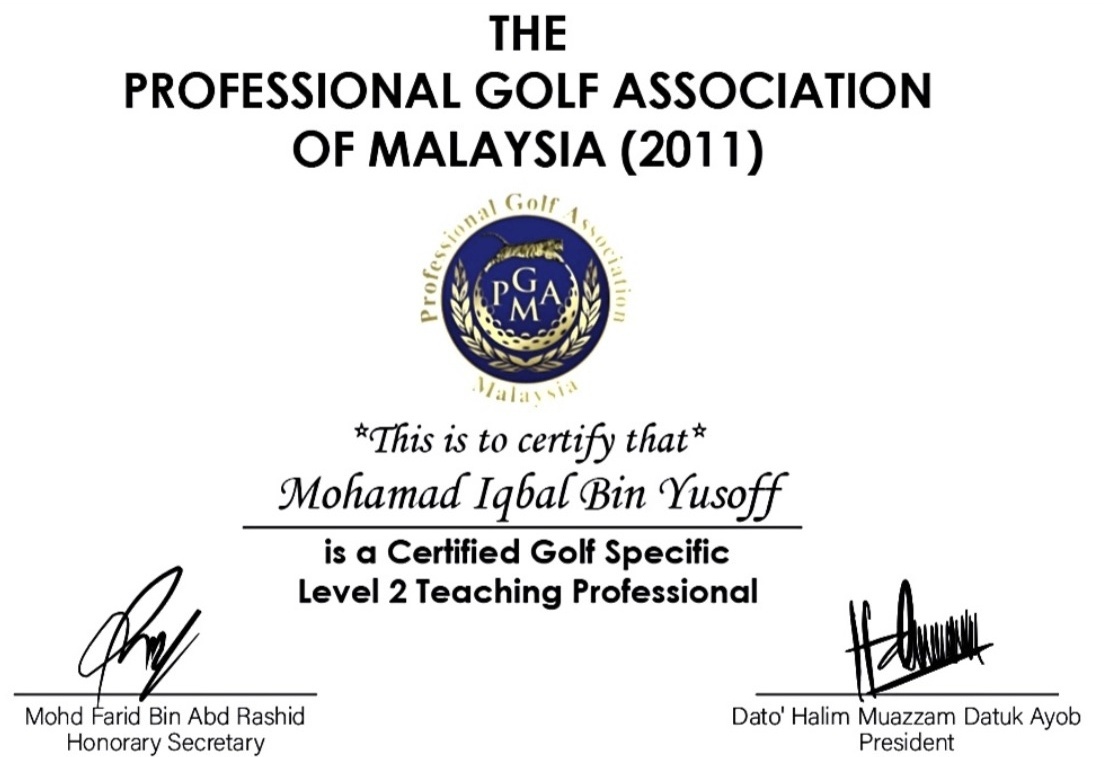 THE
PROFESSIONAL GOLF ASSOCIATION
OF MALAYSIA (2011)
Professional Golf Association
PGMA
Malaysia
*This is to certify that*
Mohamad Iqbal Bin Yusoff
is a Certified Golf Specific
Level 2 Teaching Professional
Mohd Farid Bin Abd Rashid
Honorary Secretary
Dato' Halim Muazzam Datuk Ayob
President